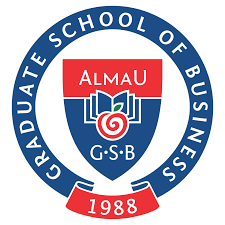 GRADUATE SCHOOL OF BUSINESS
ALMAU
G·S·B
1988